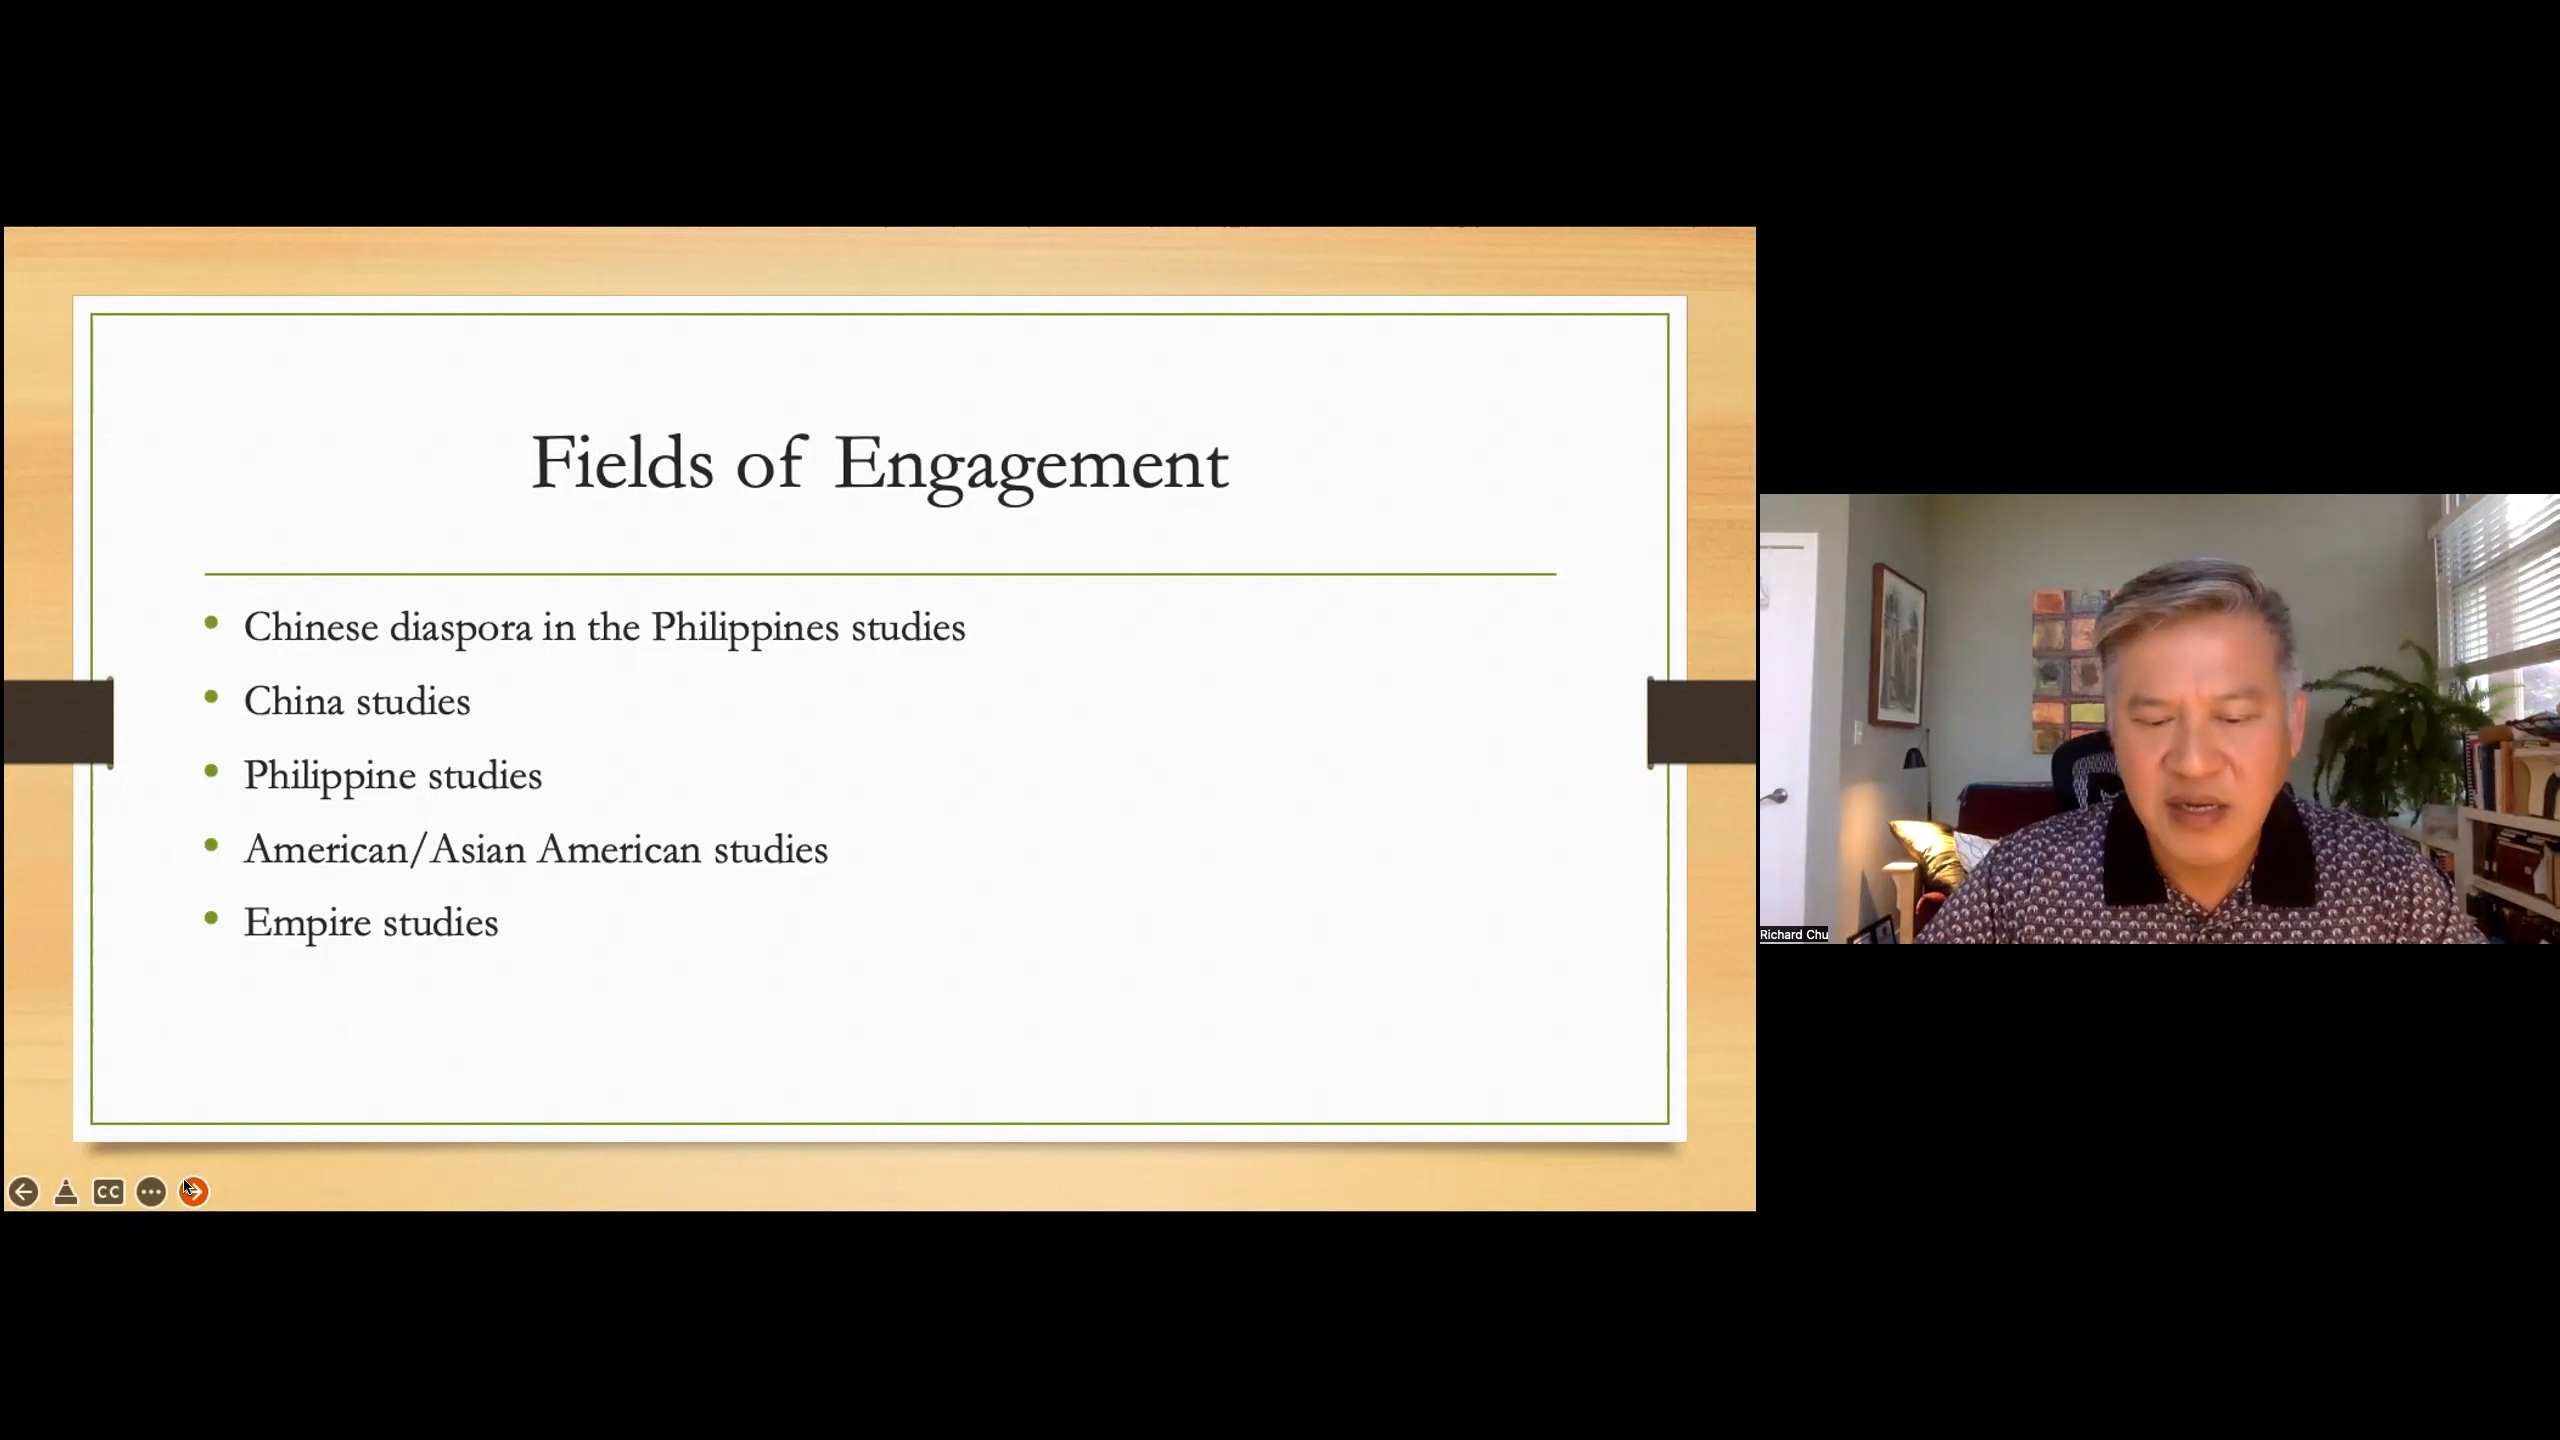 Fields of Engagement
Chinese diaspora in the Philippines studies
China studies
Philippine studies
American/Asian American studies
Empire studies
CC
Richard Chu